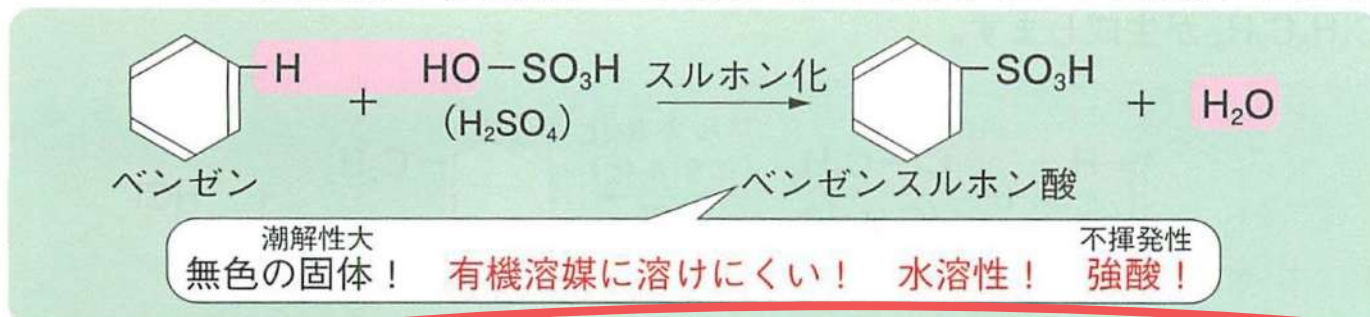 H HO−SO₃H スルホン化 SO₃H
+ (H₂SO₄) + H₂O
ベンゼン ベンゼンスルホン酸
潮解性大 不揮発性
無色の固体! 有機溶媒に溶けにくい! 水溶性! 強酸!